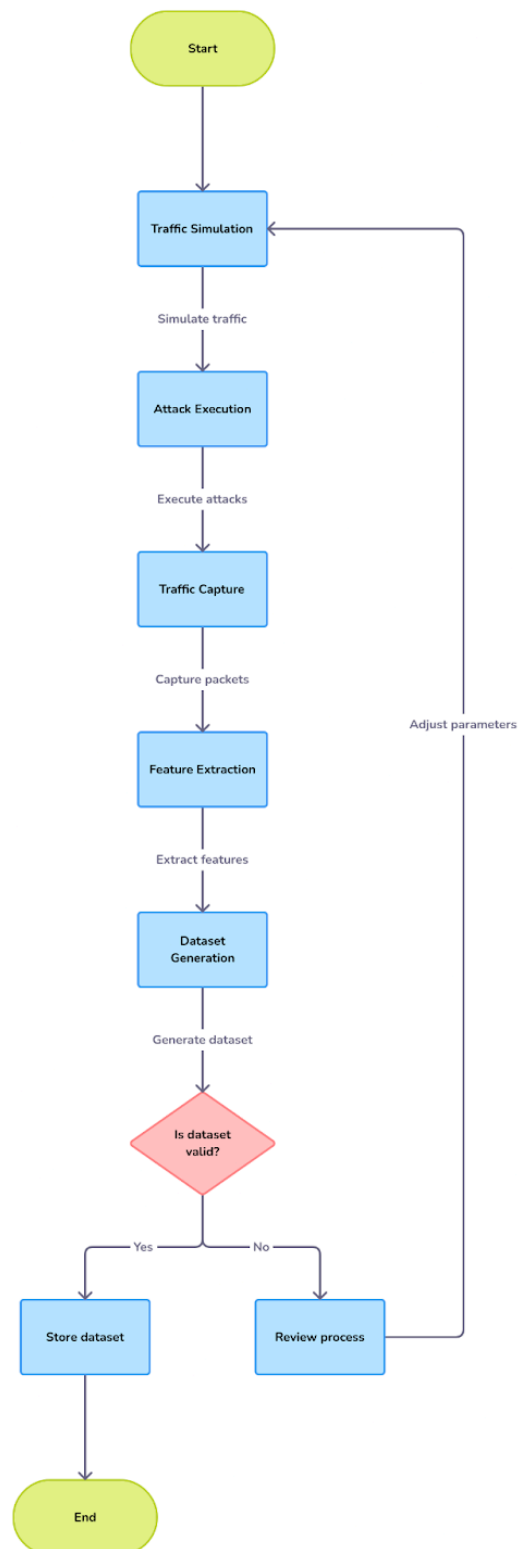 Start
Traffic Simulation
Simulate traffic
Attack Execution
Execute attacks
Traffic Capture
Capture packets
Adjust parameters
Feature Extraction
Extract features
Dataset
Generation
Generate dataset
Is dataset
valid?
Yes
No
Store dataset
Review process
End